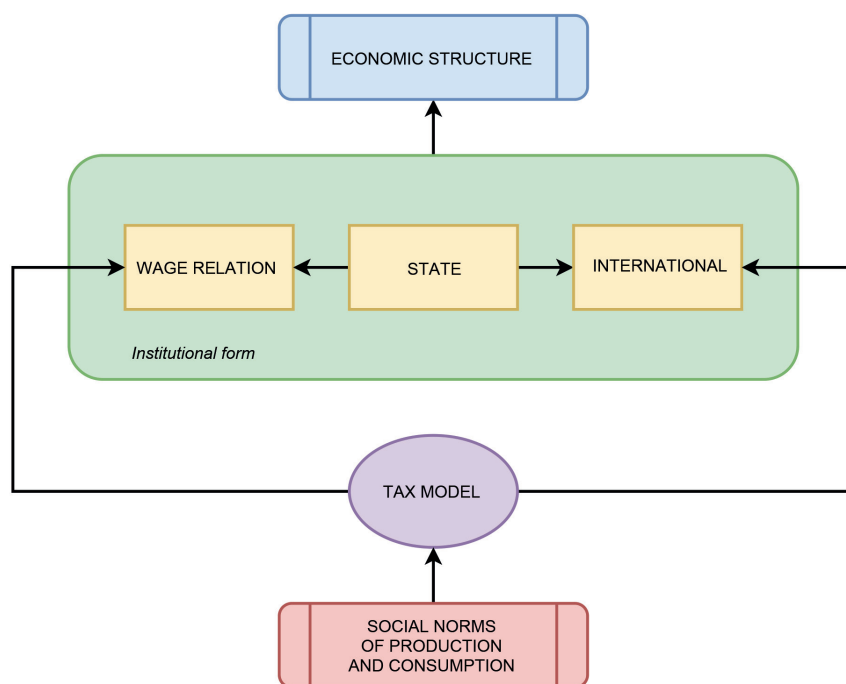 ECONOMIC STRUCTURE
WAGE RELATION
STATE
INTERNATIONAL
Institutional form
TAX MODEL
SOCIAL NORMS
OF PRODUCTION
AND CONSUMPTION